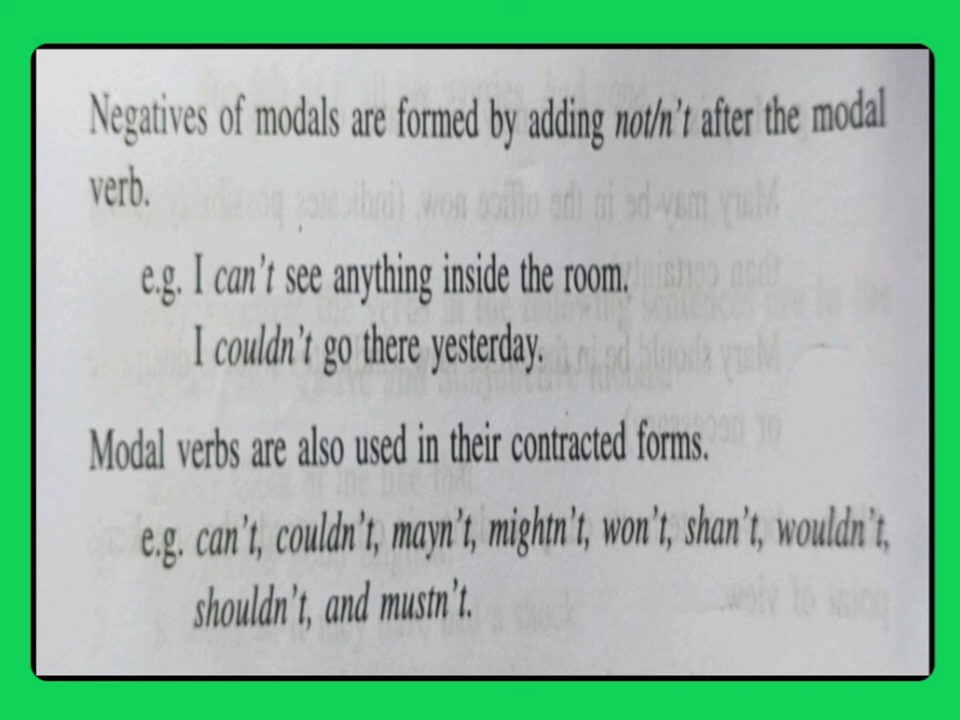 Negatives of modals are formed by adding not/n't after the modal
verb.
e.g. I can't see anything inside the room.
I couldn't go there yesterday.
Modal verbs are also used in their contracted forms.
e.g. can't, couldn't, mayn't, mightn't, won't, shan't, wouldn't,
shouldn't, and mustn't.